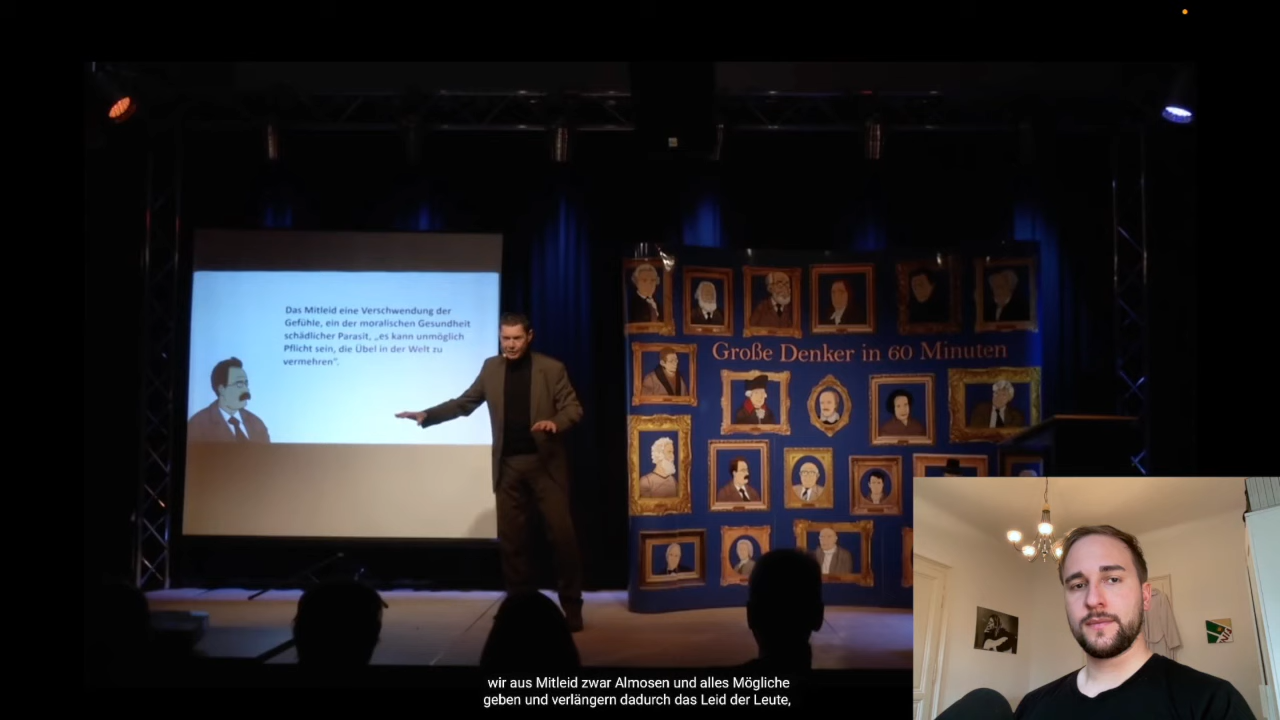 Das Mitleid eine Verschwendung der
Gefühle, ein der moralischen Gesundheit
schädlicher Parasit, „es kann unmöglich
Pflicht sein, die Übel in der Welt zu
vermehren“.
Große Denker in 60 Minuten
wir aus Mitleid zwar Almosen und alles Mögliche
geben und verlängern dadurch das Leid der Leute,